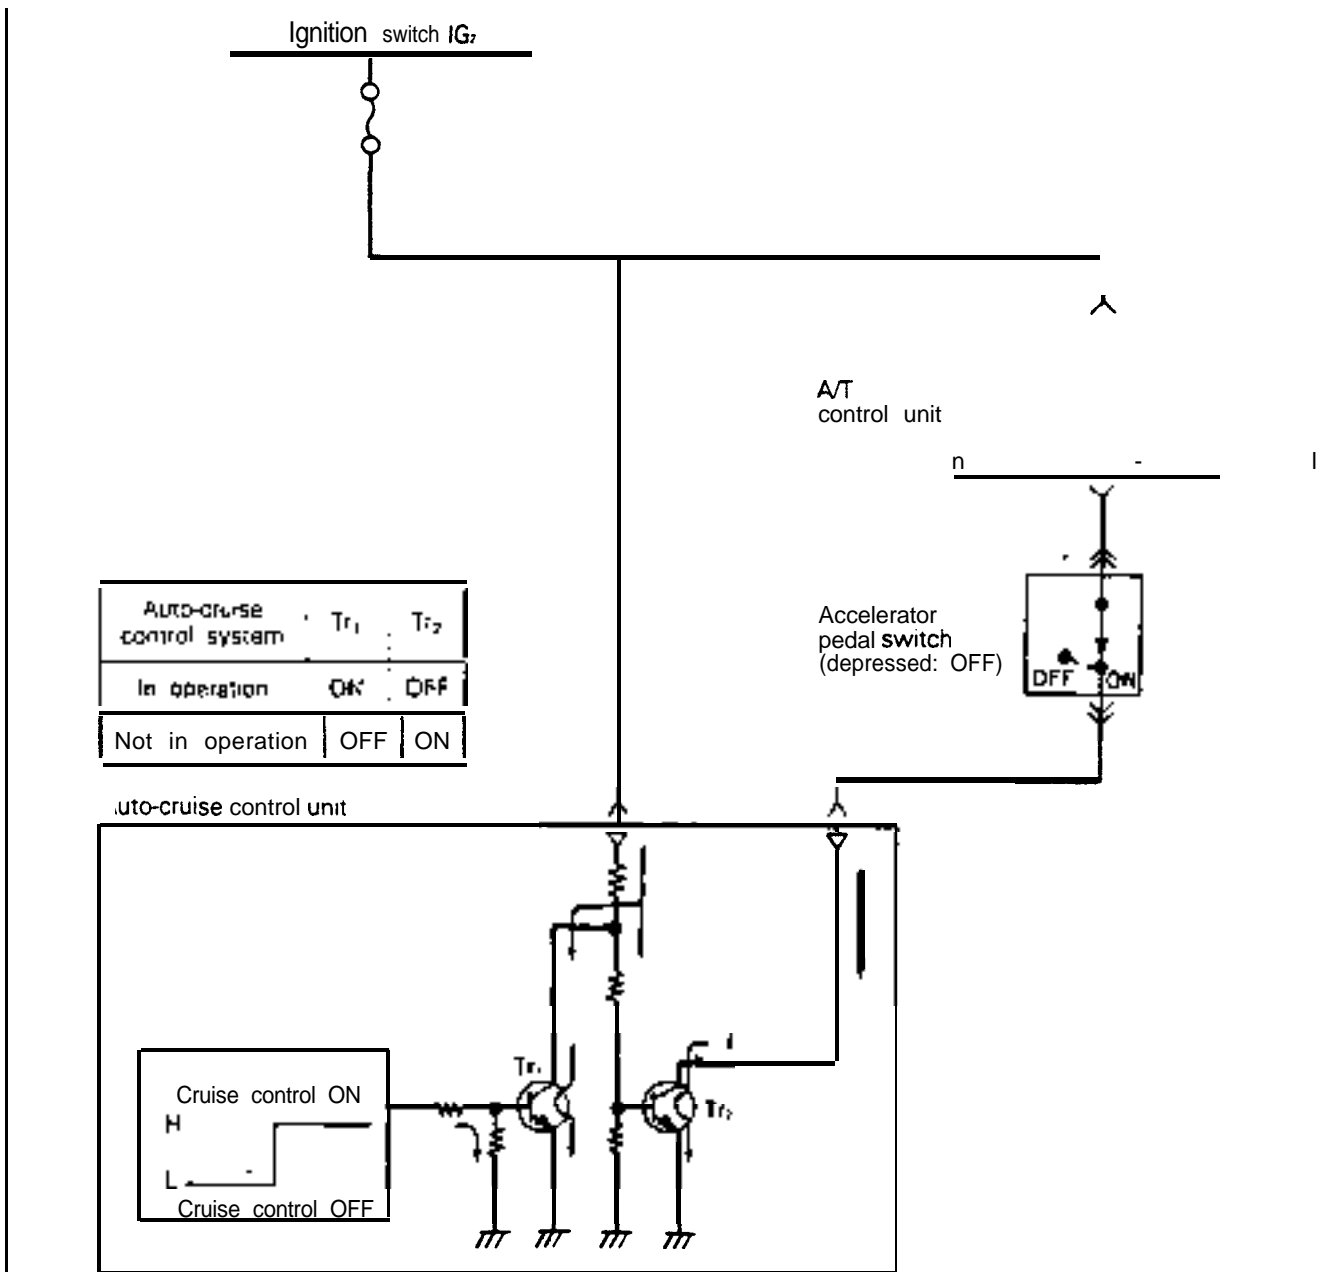 Ignition switch IG₂
A/T
control unit
n - I
Accelerator
pedal switch
(depressed: OFF)
OFF ON
Auto-cruise
control system Tr₁ Tr₂
In operation ON OFF
Not in operation OFF ON
uto-cruise control unit
Tr₁
Tr₂
Cruise control ON
H
L
Cruise control OFF